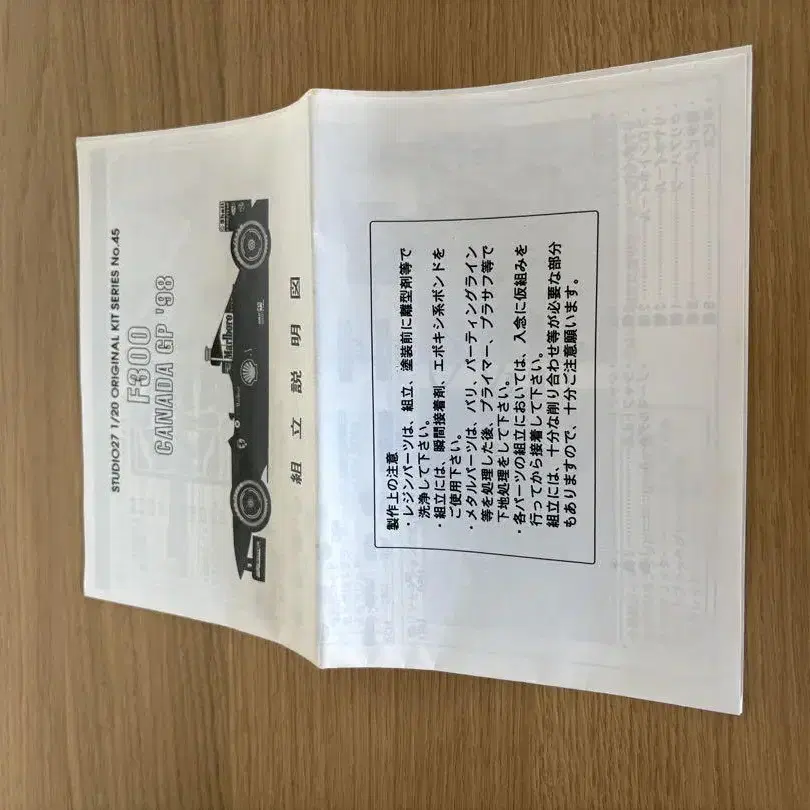 STUDIO27 1/20 ORIGINAL KIT SERIES No.45
F300
CANADA GP '98
Marlboro
Shell
組立説明図
製作上の注意
・レジンパーツは、組立、塗装前に離型剤等で
洗浄して下さい。
・組立には、瞬間接着剤、エポキシ系ボンドを
ご使用下さい。
・メタルパーツは、バリ、パーティングライン
等を処理した後、プライマー、プラサフ等で
下地処理をして下さい。
・各パーツの組立においては、入念に仮組みを
行ってから接着して下さい。
組立には、十分な削り合わせ等が必要な部分
もありますので、十分ご注意願います。